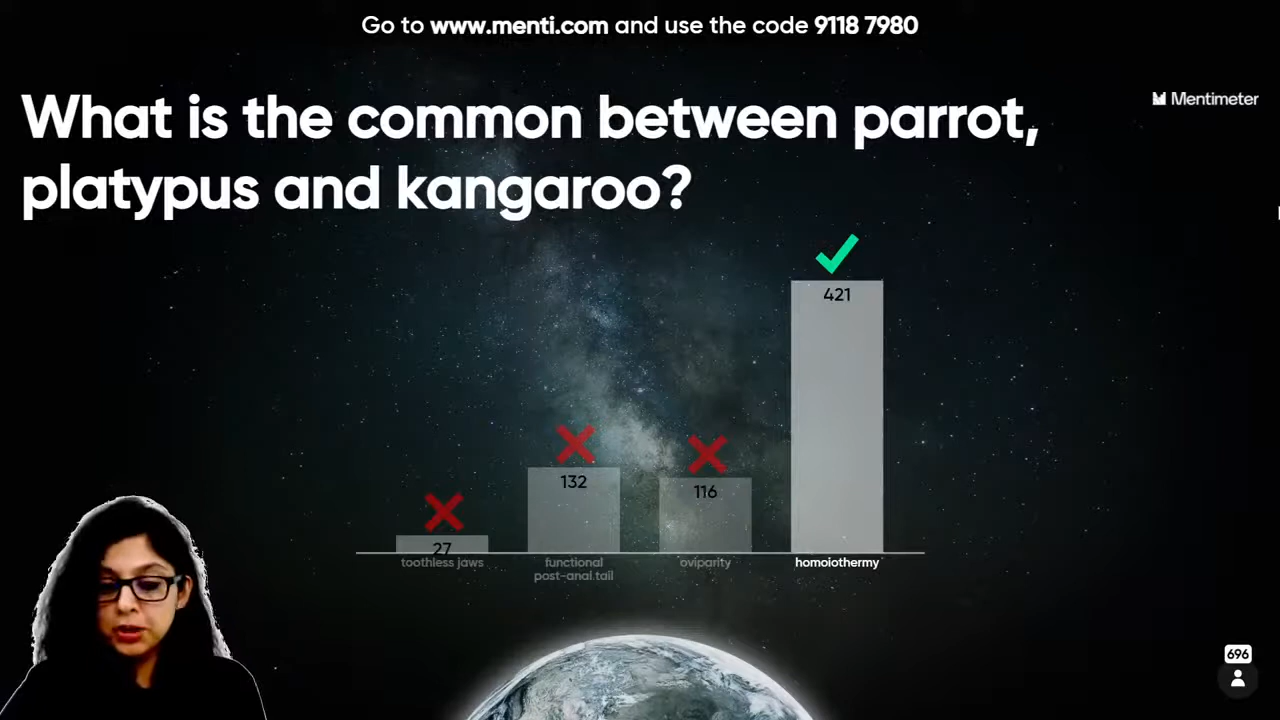 Go to www.menti.com and use the code 9118 7980
Mentimeter
What is the common between parrot,
platypus and kangaroo?
421
132
116
27
toothless jaws
functional
post-anal tail
oviparity
homoiothermy
696